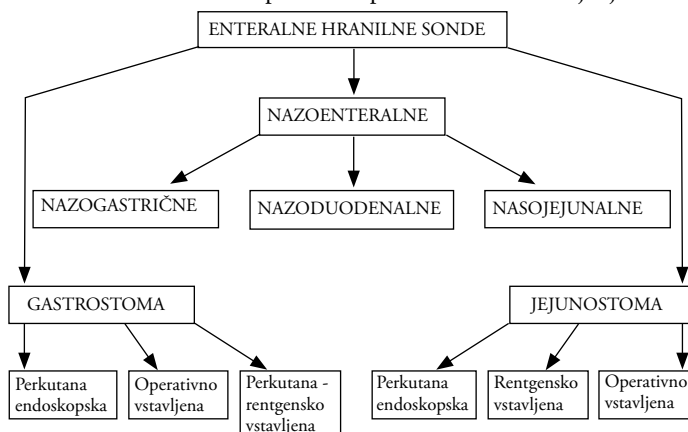 ENTERALNE HRANILNE SONDE
NAZOENTERALNE
NAZOGASTRIČNE
NAZODUODENALNE
NASOJEJUNALNE
GASTROSTOMA
JEJUNOSTOMA
Perkutana
endoskopska
Operativno
vstavljena
Perkutana -
rentgensko
vstavljena
Perkutana
endoskopska
Rentgensko
vstavljena
Operativno
vstavljena